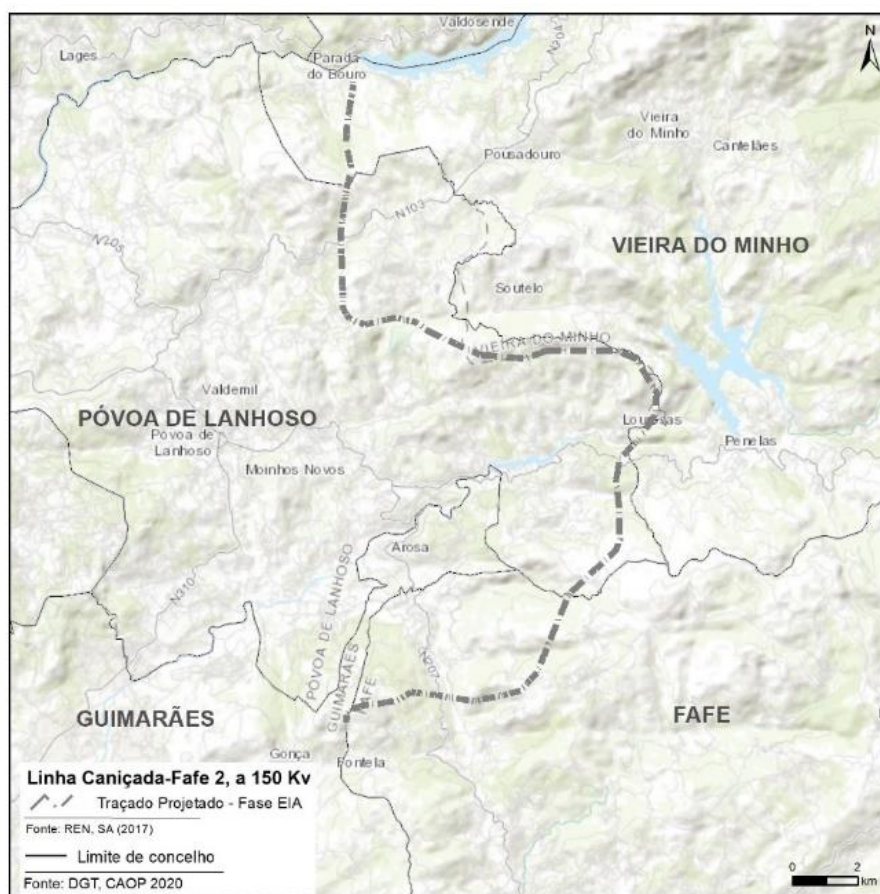 Valdosende
N304
N
Lages
Parada
do Bouro
Vieira
do Minho
Cantelães
Pousadouro
N103
N205
VIEIRA DO MINHO
Soutelo
VIEIRA DO MINHO
Valdemil
PÓVOA DE LANHOSO
Póvoa de
Lanhoso
Louredas
Penelas
Moinhos Novos
Arosa
N310
PÓVOA DE LANHOSO
GUIMARÃES
FAFE
N207
GUIMARÃES
FAFE
Gonça
Fontela
Linha Caniçada-Fafe 2, a 150 Kv
Traçado Projetado - Fase EIA
Fonte: REN, SA (2017)
Limite de concelho
Fonte: DGT, CAOP 2020
0 2
km